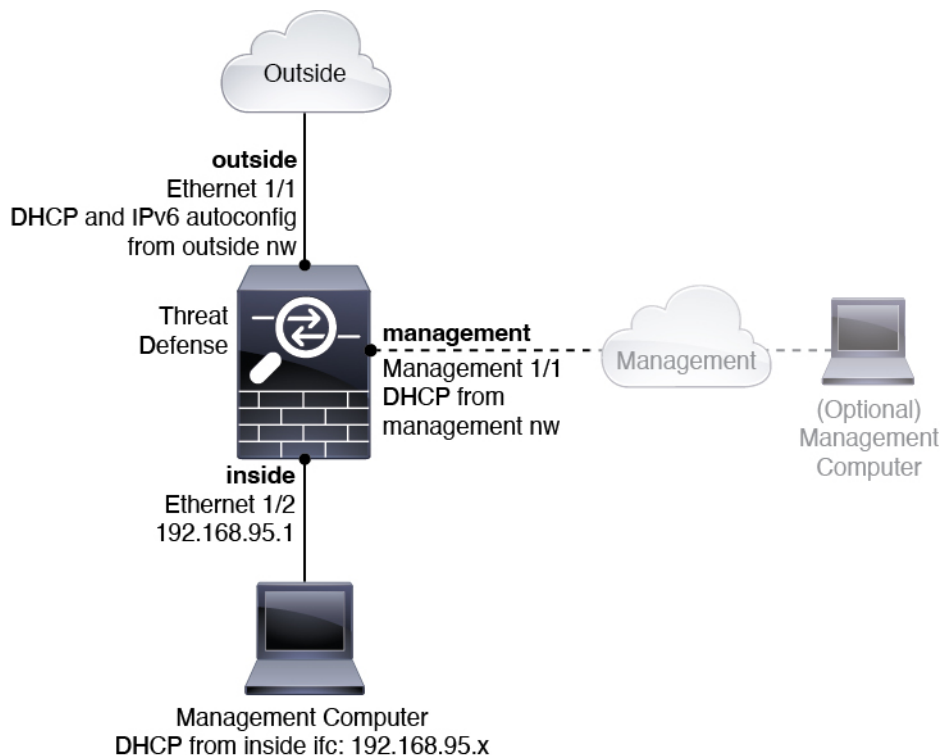 Outside
outside
Ethernet 1/1
DHCP and IPv6 autoconfig
from outside nw
Threat
Defense
management
Management 1/1
DHCP from
management nw
Management
(Optional)
Management
Computer
inside
Ethernet 1/2
192.168.95.1
Management Computer
DHCP from inside ifc: 192.168.95.x